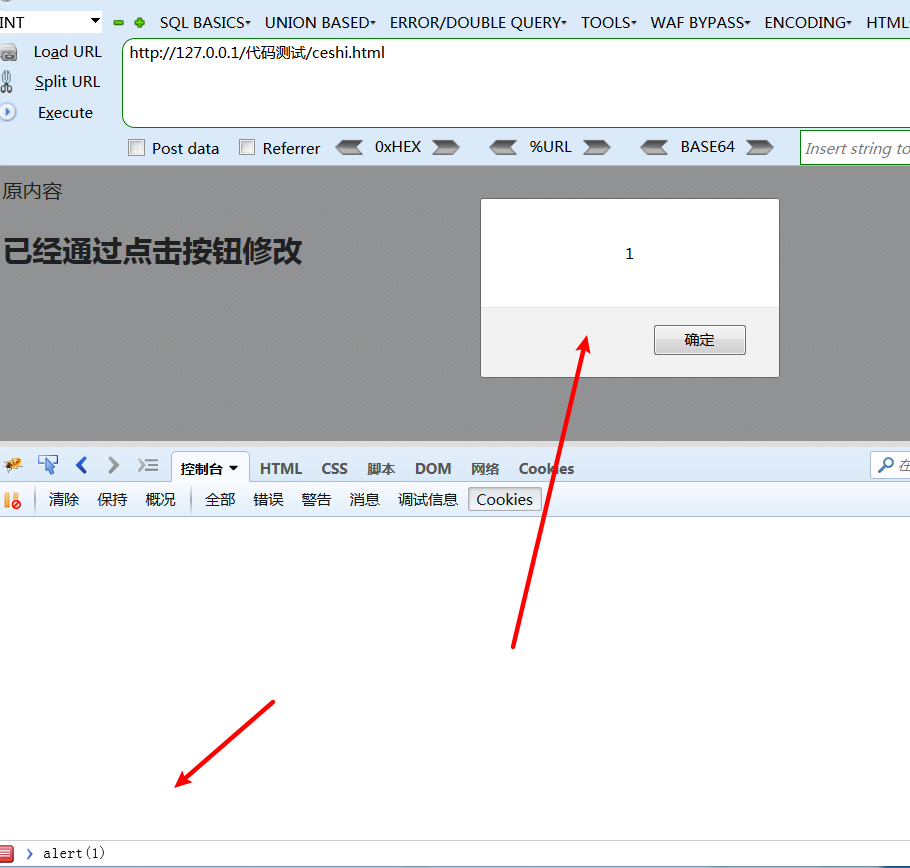 INT SQL BASICS UNION BASED ERROR/DOUBLE QUERY TOOLS WAF BYPASS ENCODING HTML
Load URL http://127.0.0.1/代码测试/ceshi.html
Split URL
Execute
Post data Referrer 0xHEX %URL BASE64 Insert string to
原内容
已经通过点击按钮修改
1
确定
控制台 HTML CSS 脚本 DOM 网络 Cookies 在
清除 保持 概况 全部 错误 警告 消息 调试信息 Cookies
alert(1)